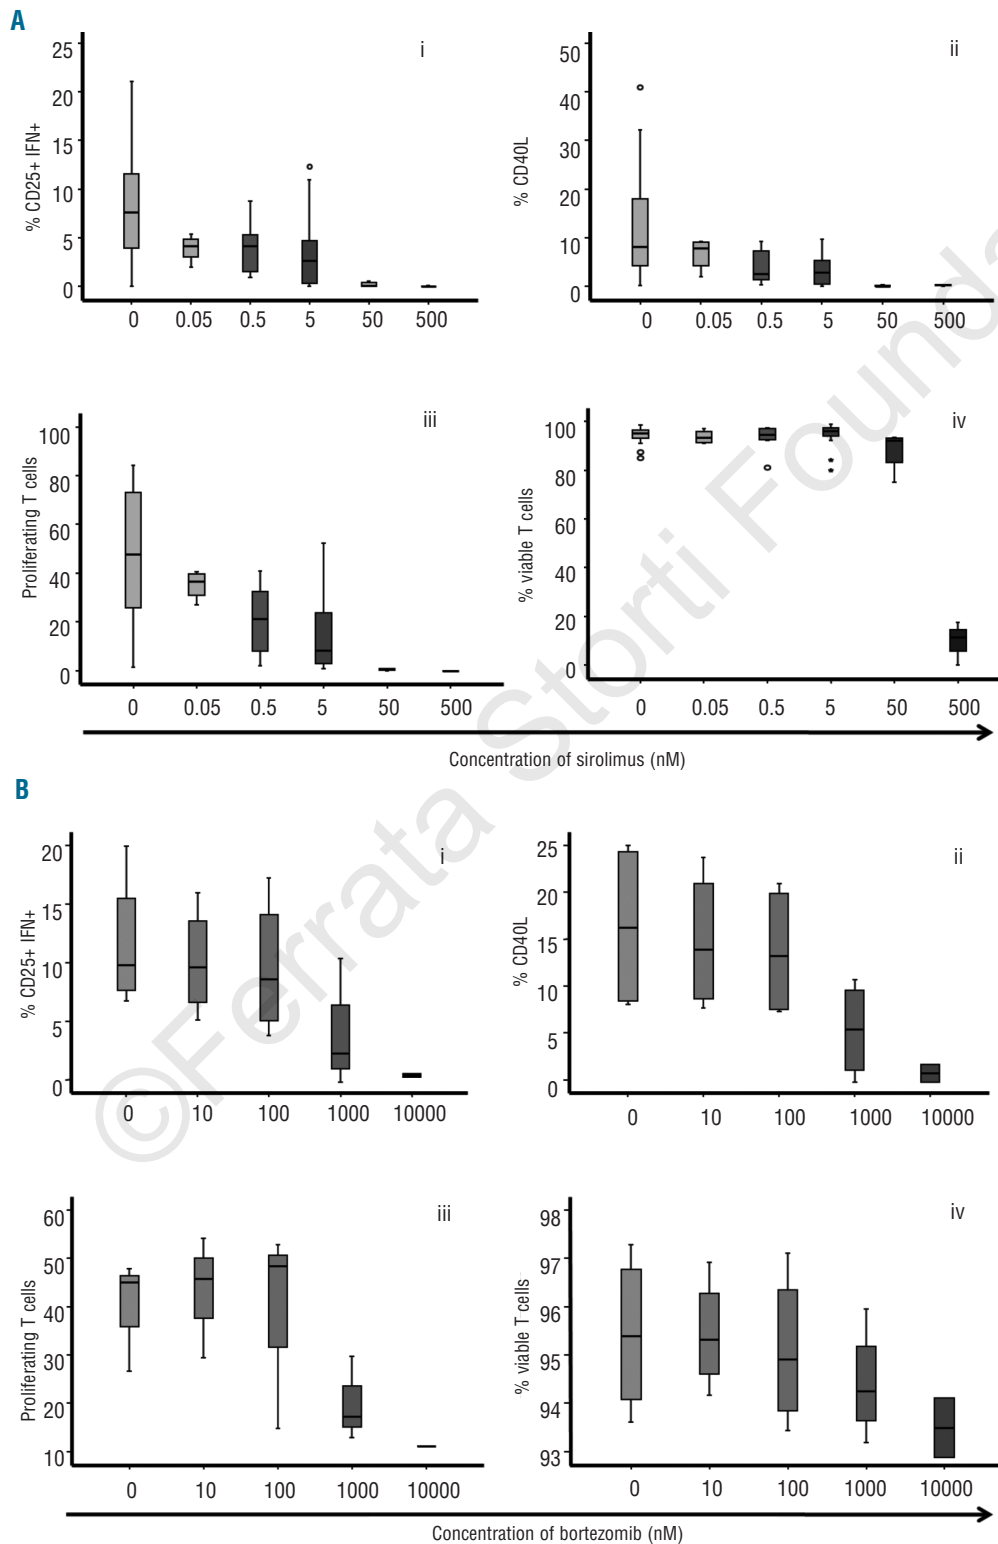 A
i
25
20
15
10
5
0
% CD25+ IFN+
0 0.05 0.5 5 50 500
ii
50
40
30
20
10
0
% CD40L
0 0.05 0.5 5 50 500
iii
100
80
60
40
20
0
Proliferating T cells
0 0.05 0.5 5 50 500
iv
100
80
60
40
20
0
% viable T cells
0 0.05 0.5 5 50 500
Concentration of sirolimus (nM)
B
i
20
15
10
5
0
% CD25+ IFN+
0 10 100 1000 10000
ii
25
20
15
10
5
0
% CD40L
0 10 100 1000 10000
iii
60
50
40
30
20
10
Proliferating T cells
0 10 100 1000 10000
iv
98
97
96
95
94
93
% viable T cells
0 10 100 1000 10000
Concentration of bortezomib (nM)
©Ferrata Storti Founda